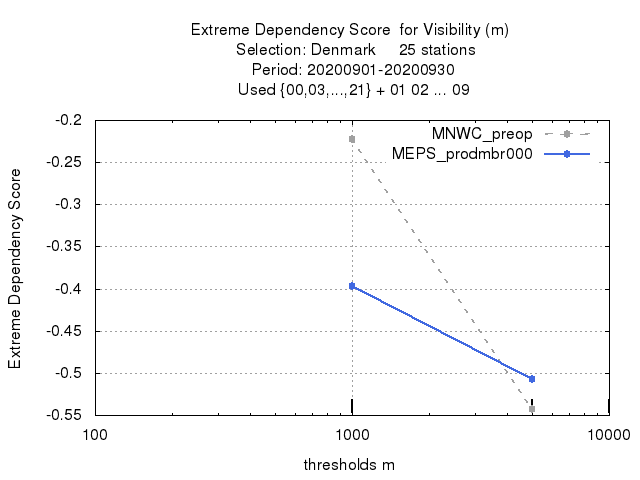 Extreme Dependency Score  for Visibility (m)
Selection: Denmark     25 stations
Period: 20200901-20200930
Used {00,03,...,21} + 01 02 ... 09
MNWC_preop
MEPS_prodmbr000
Extreme Dependency Score
-0.2
-0.25
-0.3
-0.35
-0.4
-0.45
-0.5
-0.55
100
1000
10000
thresholds m